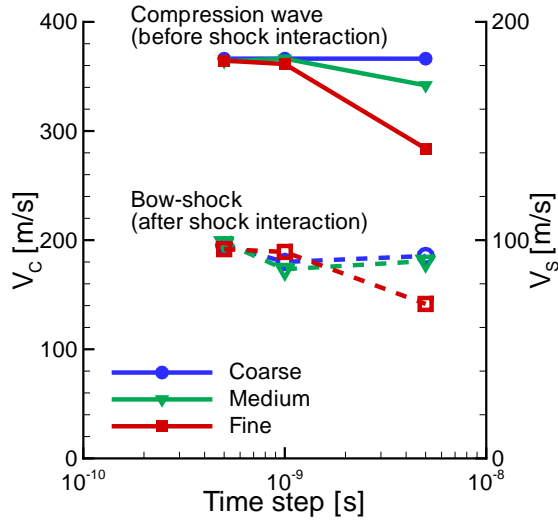 400
300
200
100
0
V_C [m/s]
Compression wave
(before shock interaction)
Bow-shock
(after shock interaction)
Coarse
Medium
Fine
200
100
0
V_S [m/s]
10^-10
10^-9
10^-8
Time step [s]